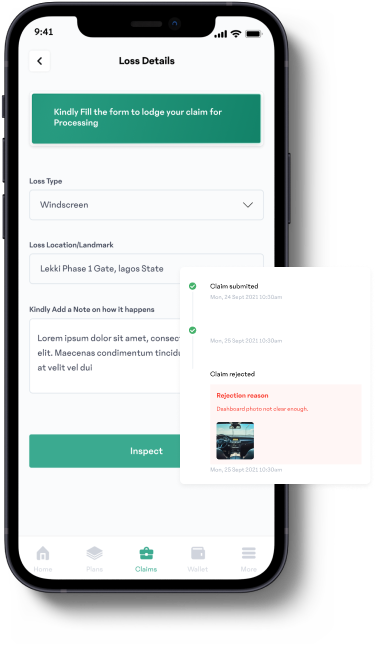 9:41
Loss Details
Kindly Fill the form to lodge your claim for
Processing
Loss Type
Windscreen
Loss Location/Landmark
Lekki Phase 1 Gate, lagos State
Kindly Add a Note on how it happens
Lorem ipsum dolor sit amet, consec
elit. Maecenas condimentum tincidu
at velit vel dui
Inspect
Claim submited
Mon, 24 Sept 2021 10:30am
Mon, 25 Sept 2021 10:30am
Claim rejected
Rejection reason
Dashboard photo not clear enough.
Mon, 25 Sept 2021 10:30am
Home
Plans
Claims
Wallet
More